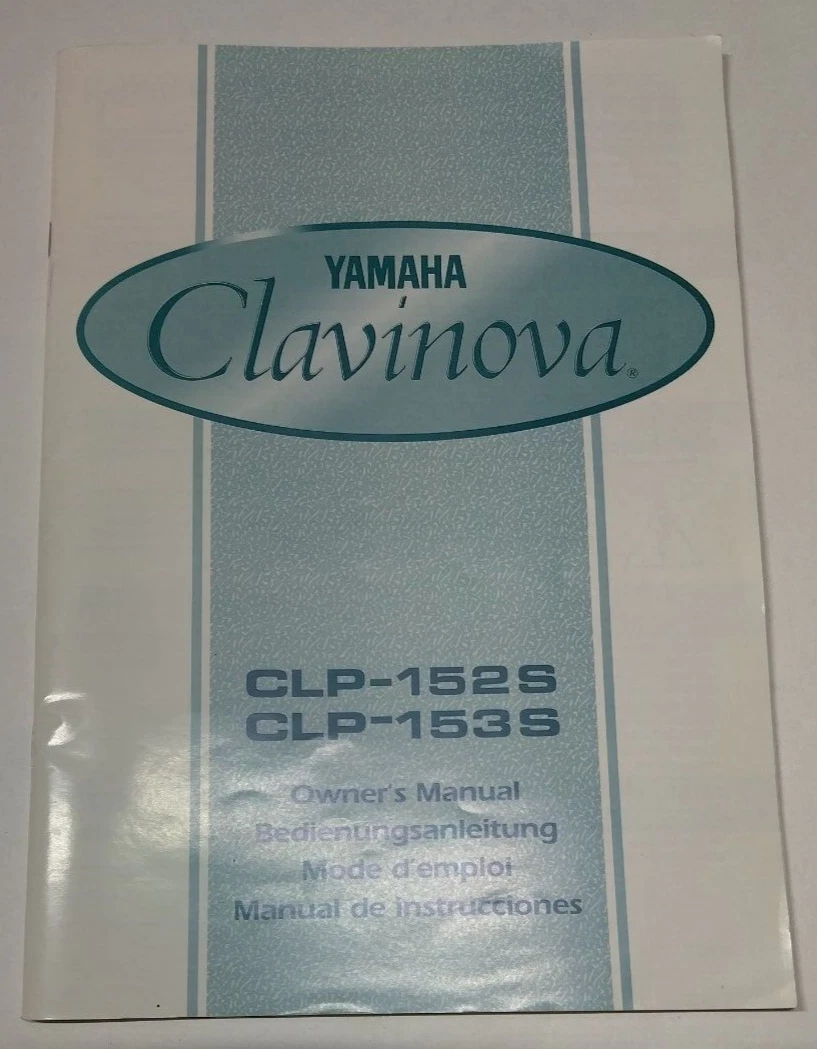 YAMAHA
Clavinova®
CLP-152S
CLP-153S
Owner's Manual
Bedienungsanleitung
Mode d'emploi
Manual de instrucciones